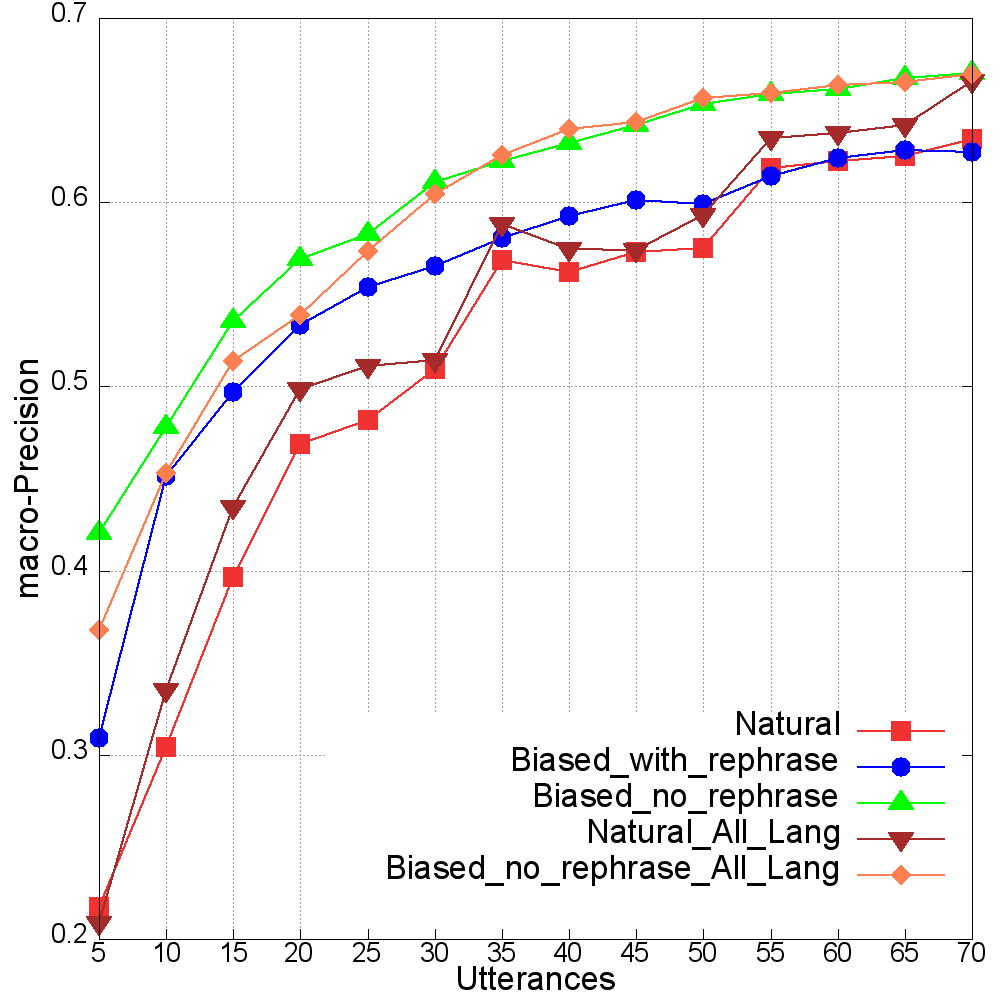 0.7
0.6
0.5
0.4
0.3
0.2
macro-Precision
Natural
Biased_with_rephrase
Biased_no_rephrase
Natural_All_Lang
Biased_no_rephrase_All_Lang
5 10 15 20 25 30 35 40 45 50 55 60 65 70
Utterances